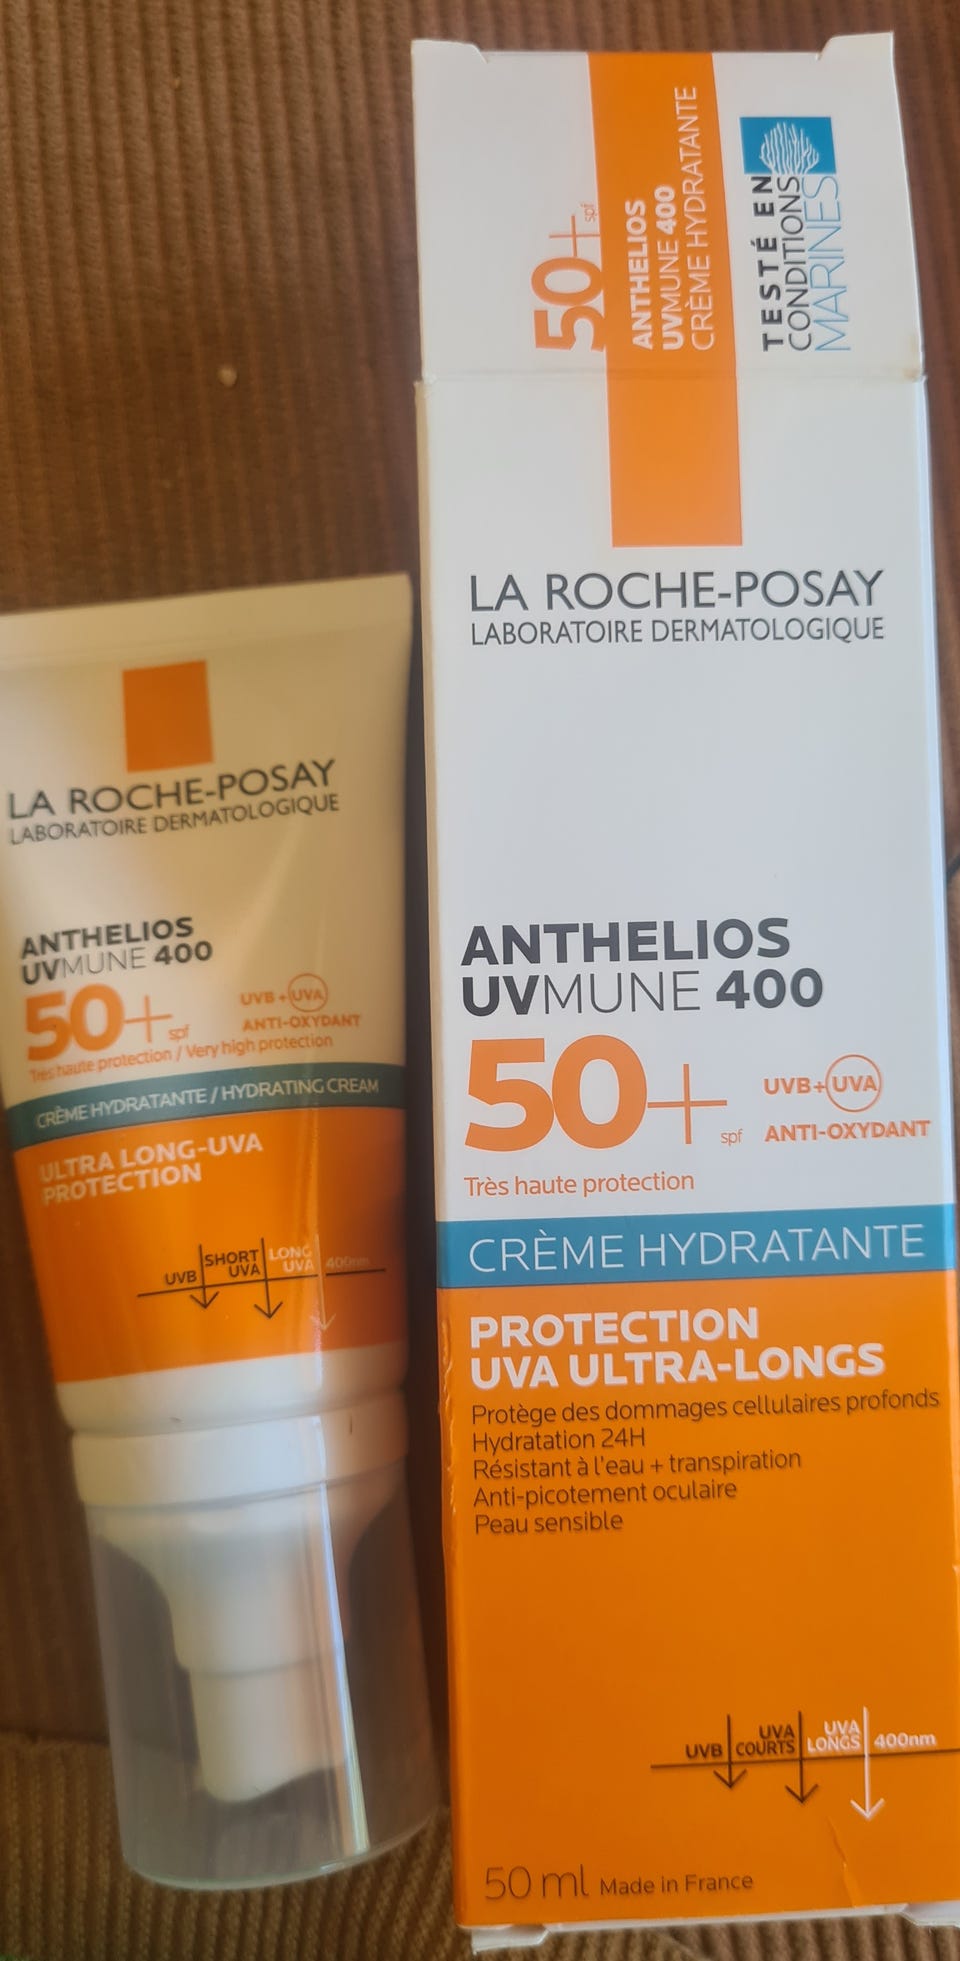 50+ spf
ANTHELIOS
UVMUNE 400
CRÈME HYDRATANTE
TESTÉ EN
CONDITIONS
MARINES
LA ROCHE-POSAY
LABORATOIRE DERMATOLOGIQUE
ANTHELIOS
UVMUNE 400
50+ spf
UVB+UVA
ANTI-OXYDANT
Très haute protection
CRÈME HYDRATANTE
PROTECTION
UVA ULTRA-LONGS
Protège des dommages cellulaires profonds
Hydratation 24H
Résistant à l'eau + transpiration
Anti-picotement oculaire
Peau sensible
UVB
UVA
COURTS
UVA
LONGS
400nm
50 ml Made in France
LA ROCHE-POSAY
LABORATOIRE DERMATOLOGIQUE
ANTHELIOS
UVMUNE 400
50+ spf
UVB+UVA
ANTI-OXYDANT
Très haute protection / Very high protection
CRÈME HYDRATANTE / HYDRATING CREAM
ULTRA LONG-UVA
PROTECTION
UVB
SHORT
UVA
LONG
UVA
400nm